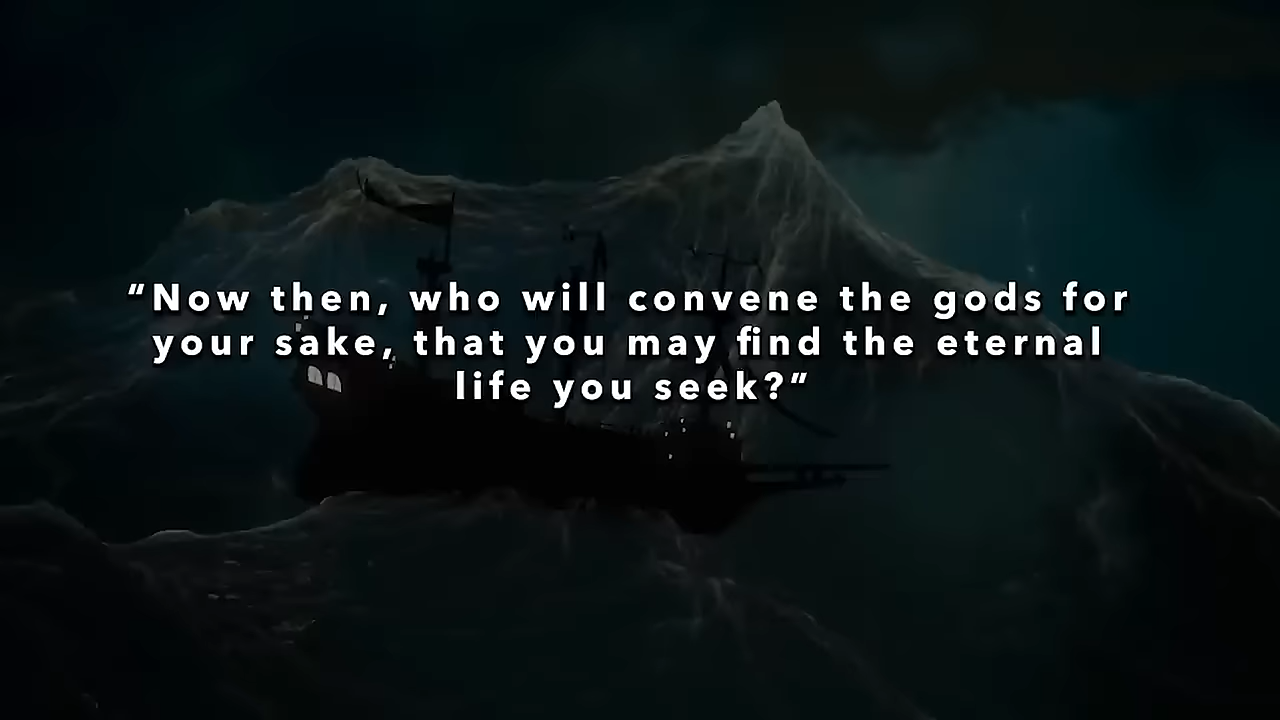 “Now then, who will convene the gods for
your sake, that you may find the eternal
life you seek?”